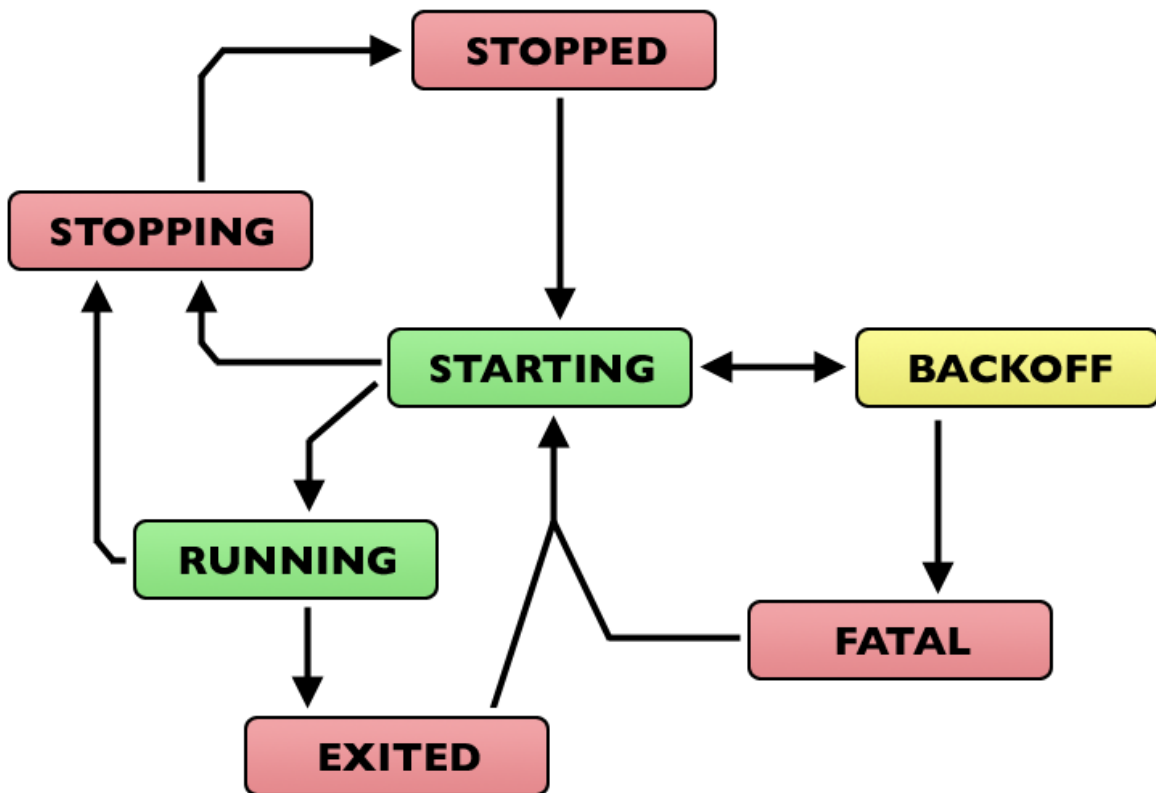 STOPPED
STOPPING
STARTING
BACKOFF
RUNNING
FATAL
EXITED